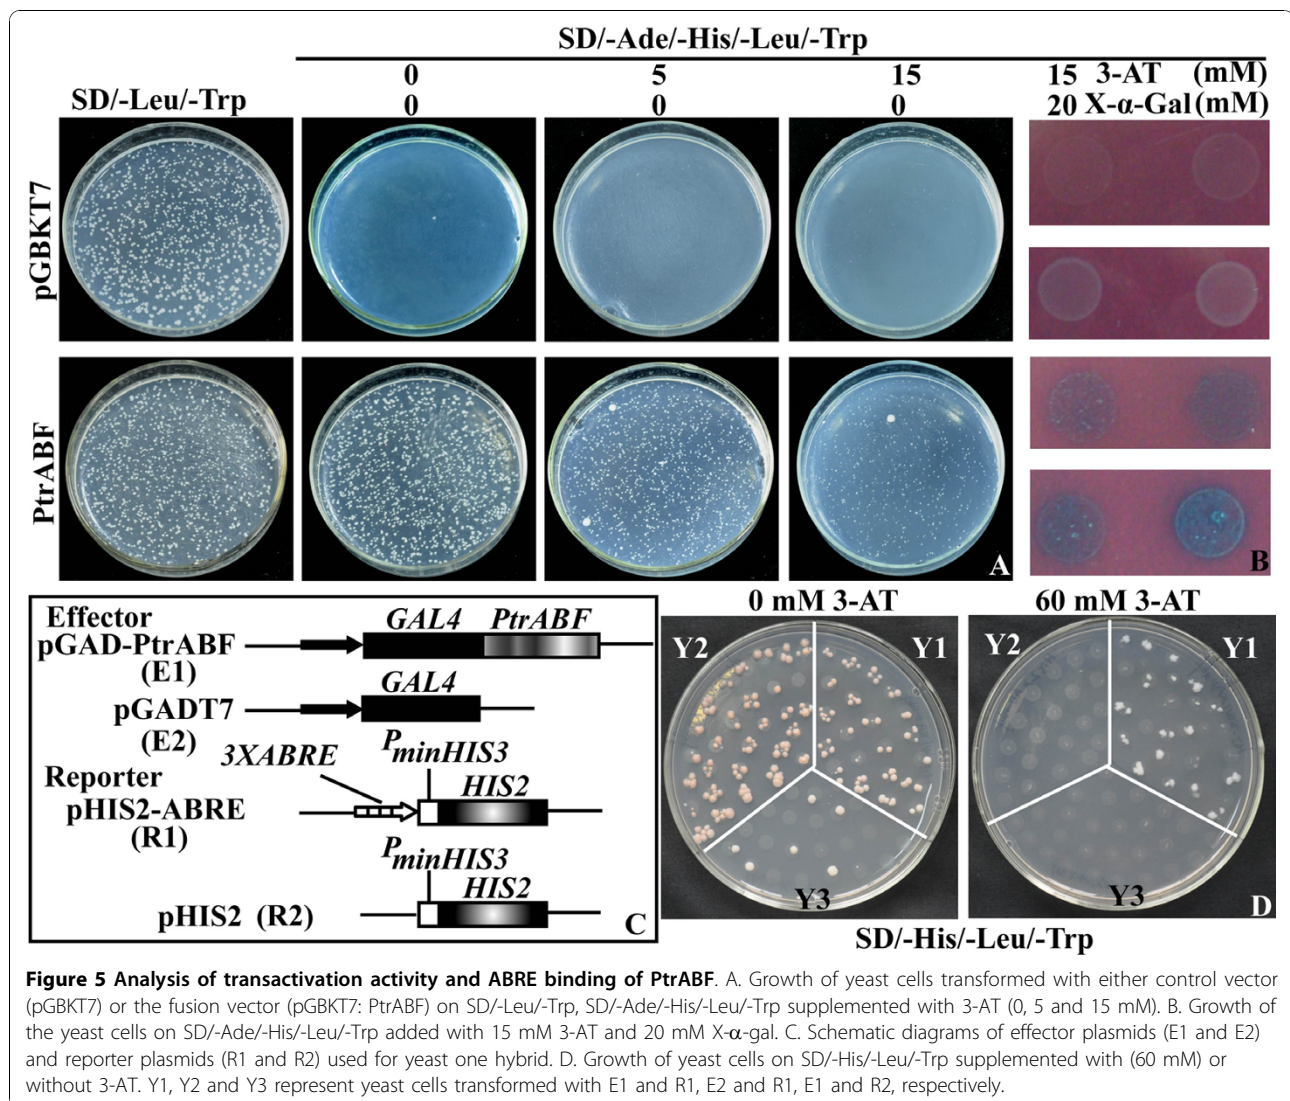 SD/-Ade/-His/-Leu/-Trp
0 5 15 15 3-AT (mM)
SD/-Leu/-Trp 0 0 0 20 X-α-Gal(mM)
pGBKT7
PtrABF
A
B
Effector
GAL4 PtrABF
pGAD-PtrABF
(E1)
GAL4
pGADT7
(E2)
PminHIS3
3XABRE
Reporter
HIS2
pHIS2-ABRE
(R1)
PminHIS3
HIS2
pHIS2 (R2)
C
0 mM 3-AT 60 mM 3-AT
Y2 Y1 Y2 Y1
Y3 Y3
D
SD/-His/-Leu/-Trp
Figure 5 Analysis of transactivation activity and ABRE binding of PtrABF. A. Growth of yeast cells transformed with either control vector
(pGBKT7) or the fusion vector (pGBKT7: PtrABF) on SD/-Leu/-Trp, SD/-Ade/-His/-Leu/-Trp supplemented with 3-AT (0, 5 and 15 mM). B. Growth of
the yeast cells on SD/-Ade/-His/-Leu/-Trp added with 15 mM 3-AT and 20 mM X-α-gal. C. Schematic diagrams of effector plasmids (E1 and E2)
and reporter plasmids (R1 and R2) used for yeast one hybrid. D. Growth of yeast cells on SD/-His/-Leu/-Trp supplemented with (60 mM) or
without 3-AT. Y1, Y2 and Y3 represent yeast cells transformed with E1 and R1, E2 and R1, E1 and R2, respectively.